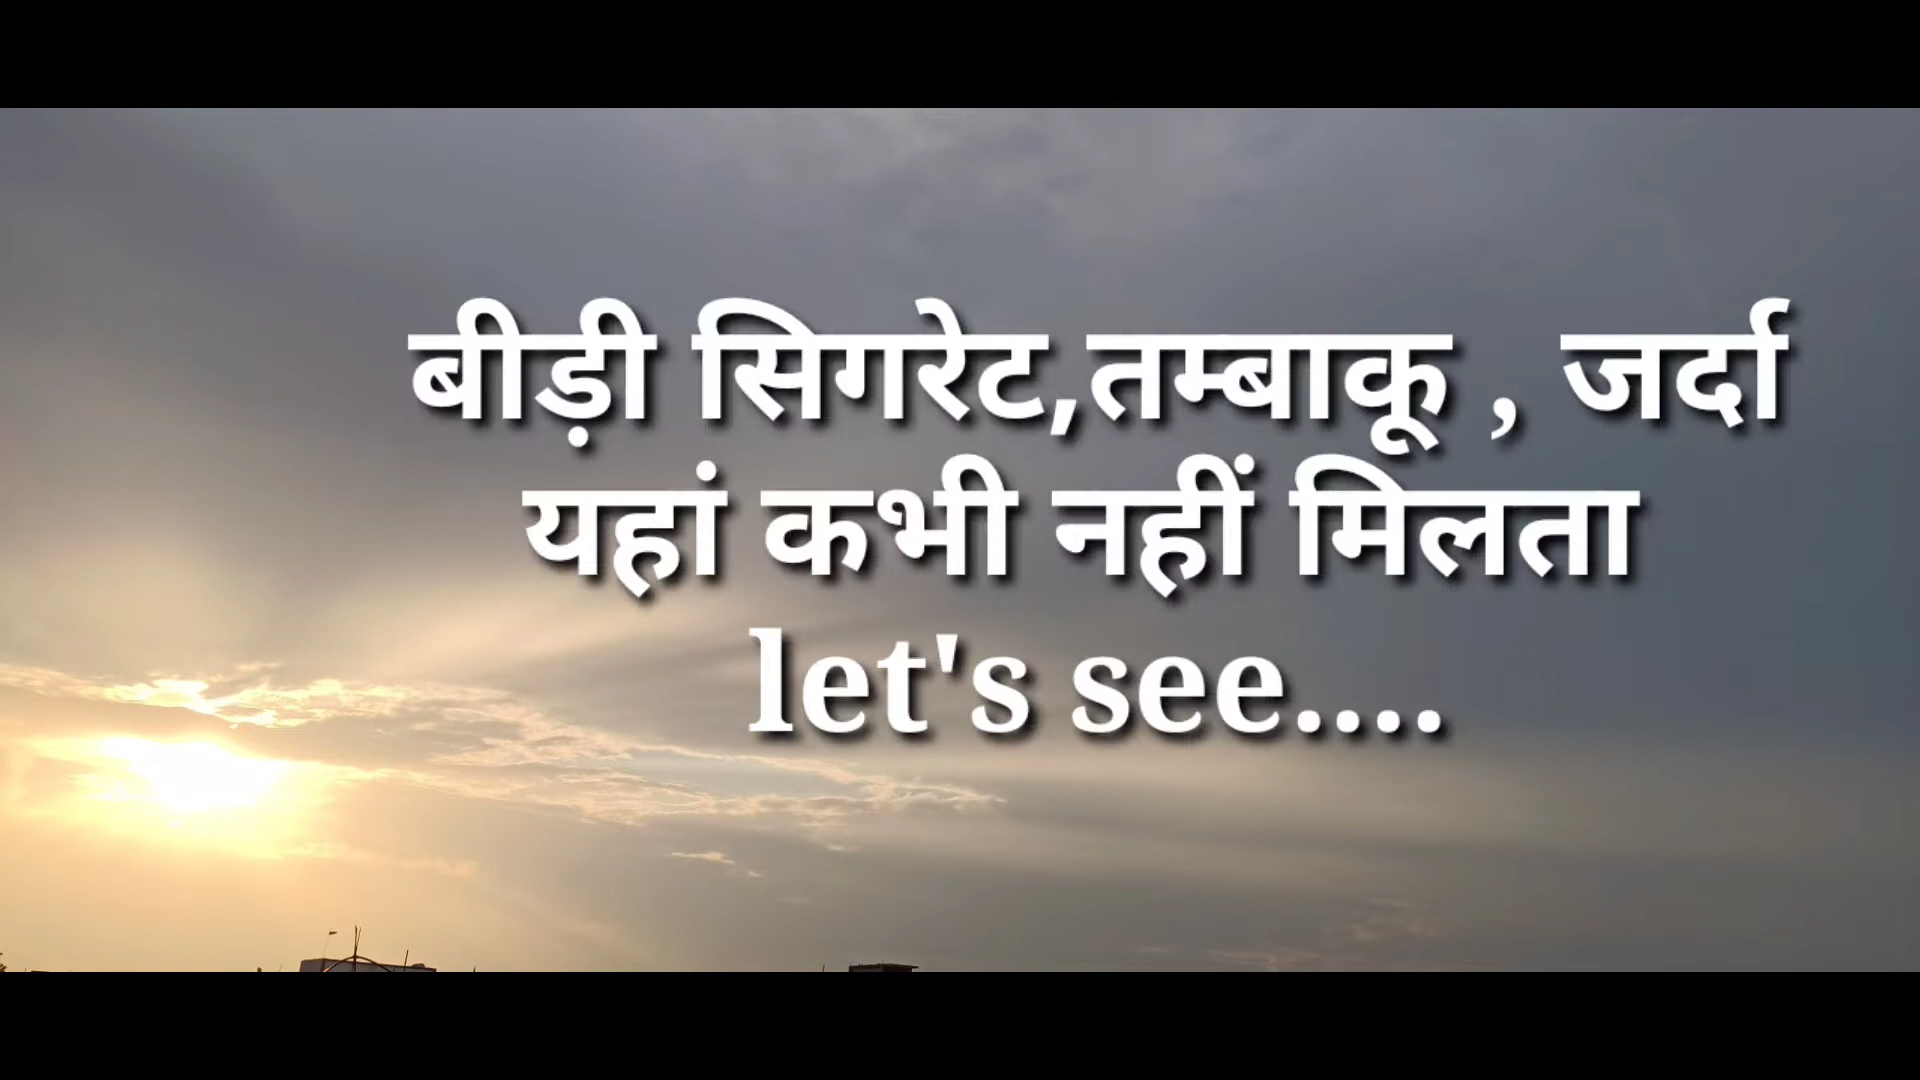 बीड़ी सिगरेट,तम्बाकू , जर्दा
यहां कभी नहीं मिलता
let's see....